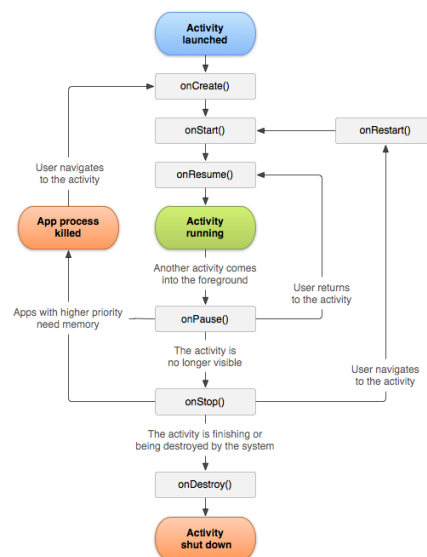 Activity
launched
onCreate()
onStart()
onRestart()
User navigates
to the activity
onResume()
App process
killed
Activity
running
Another activity comes
into the foreground
User returns
to the activity
Apps with higher priority
need memory
onPause()
The activity is
no longer visible
User navigates
to the activity
onStop()
The activity is finishing or
being destroyed by the system
onDestroy()
Activity
shut down